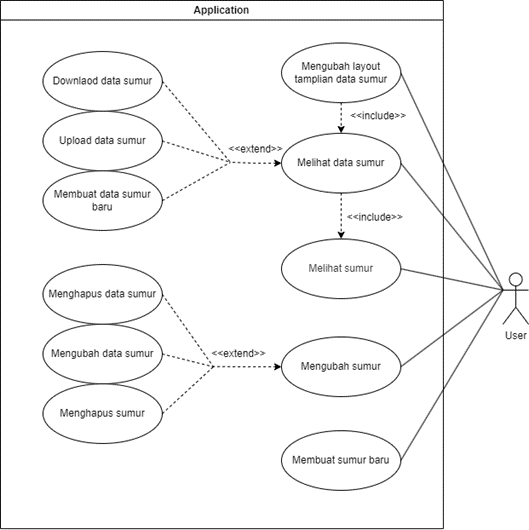 Application
Downlaod data sumur
Upload data sumur
Membuat data sumur
baru
<<extend>>
Mengubah layout
tamplian data sumur
<<include>>
Melihat data sumur
<<include>>
Melihat sumur
Menghapus data sumur
Mengubah data sumur
Menghapus sumur
<<extend>>
Mengubah sumur
Membuat sumur baru
User